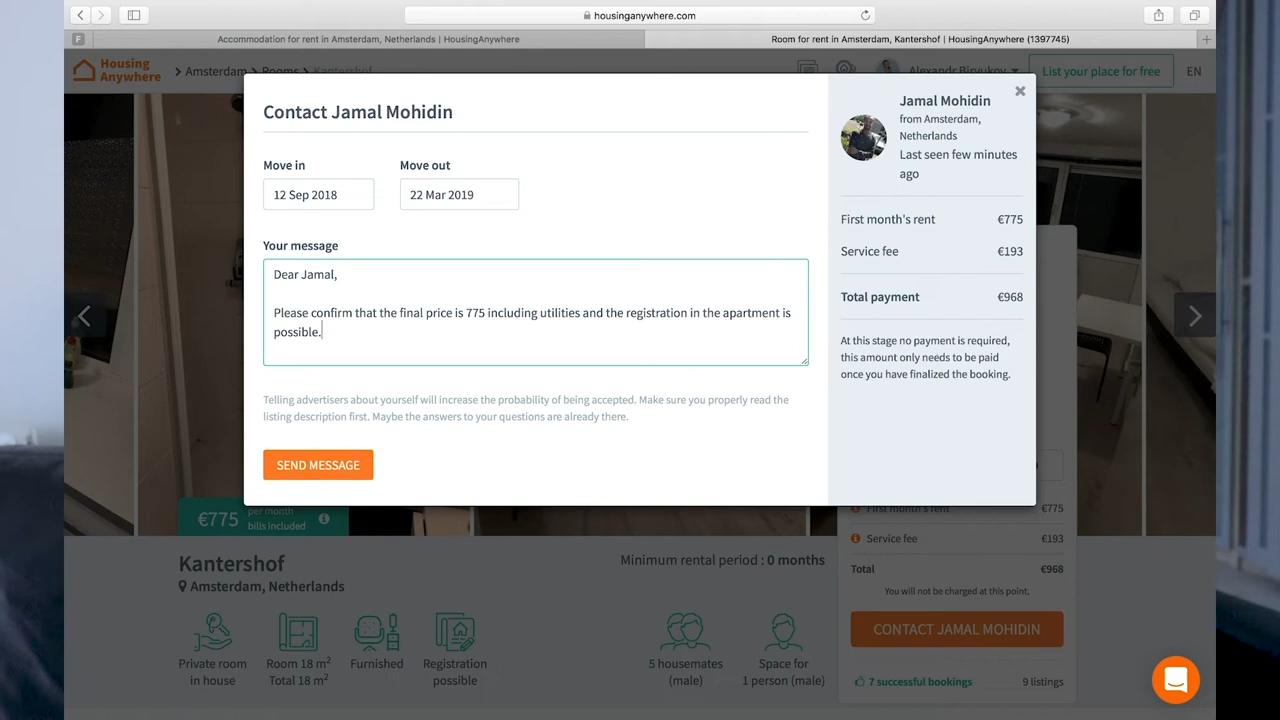 housinganywhere.com
F
Accommodation for rent in Amsterdam, Netherlands | HousingAnywhere
Room for rent in Amsterdam, Kantershof | HousingAnywhere (1397745)
Housing
Anywhere
Amsterdam
Rooms
Kantershof
Alexandr Biryukov
List your place for free
EN
Contact Jamal Mohidin
Move in
Move out
12 Sep 2018
22 Mar 2019
Your message
Dear Jamal,
Please confirm that the final price is 775 including utilities and the registration in the apartment is
possible.
Telling advertisers about yourself will increase the probability of being accepted. Make sure you properly read the
listing description first. Maybe the answers to your questions are already there.
SEND MESSAGE
Jamal Mohidin
from Amsterdam,
Netherlands
Last seen few minutes
ago
First month's rent €775
Service fee €193
Total payment €968
At this stage no payment is required,
this amount only needs to be paid
once you have finalized the booking.
€775
per month
bills included
Kantershof
Amsterdam, Netherlands
Minimum rental period : 0 months
Private room
in house
Room 18 m²
Total 18 m²
Furnished
Registration
possible
5 housemates
(male)
Space for
1 person (male)
First month's rent €775
Service fee €193
Total €968
You will not be charged at this point.
CONTACT JAMAL MOHIDIN
7 successful bookings
9 listings